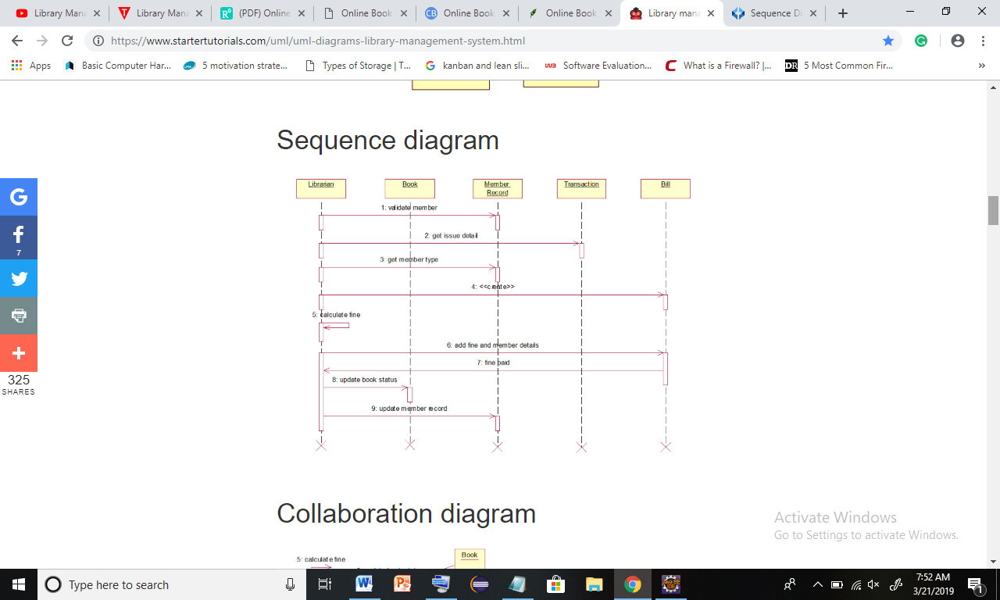 Library Mana
Library Mana
(PDF) Online
Online Book
Online Book
Online Book
Library mana
Sequence Di
https://www.startertutorials.com/uml/uml-diagrams-library-management-system.html
Apps
Basic Computer Har...
5 motivation strate...
Types of Storage | T...
kanban and lean sli...
Software Evaluation...
What is a Firewall? |...
DR
5 Most Common Fir...
Sequence diagram
Librarian
Book
Member
Record
Transaction
Bill
1: validate member
2: get issue detail
3: get member type
4: <<create>>
5: calculate fine
6: add fine and member details
7: fine paid
8: update book status
9: update member record
7
325
SHARES
Collaboration diagram
5: calculate fine
Book
Activate Windows
Go to Settings to activate Windows.
Type here to search
7:52 AM
3/21/2019
1